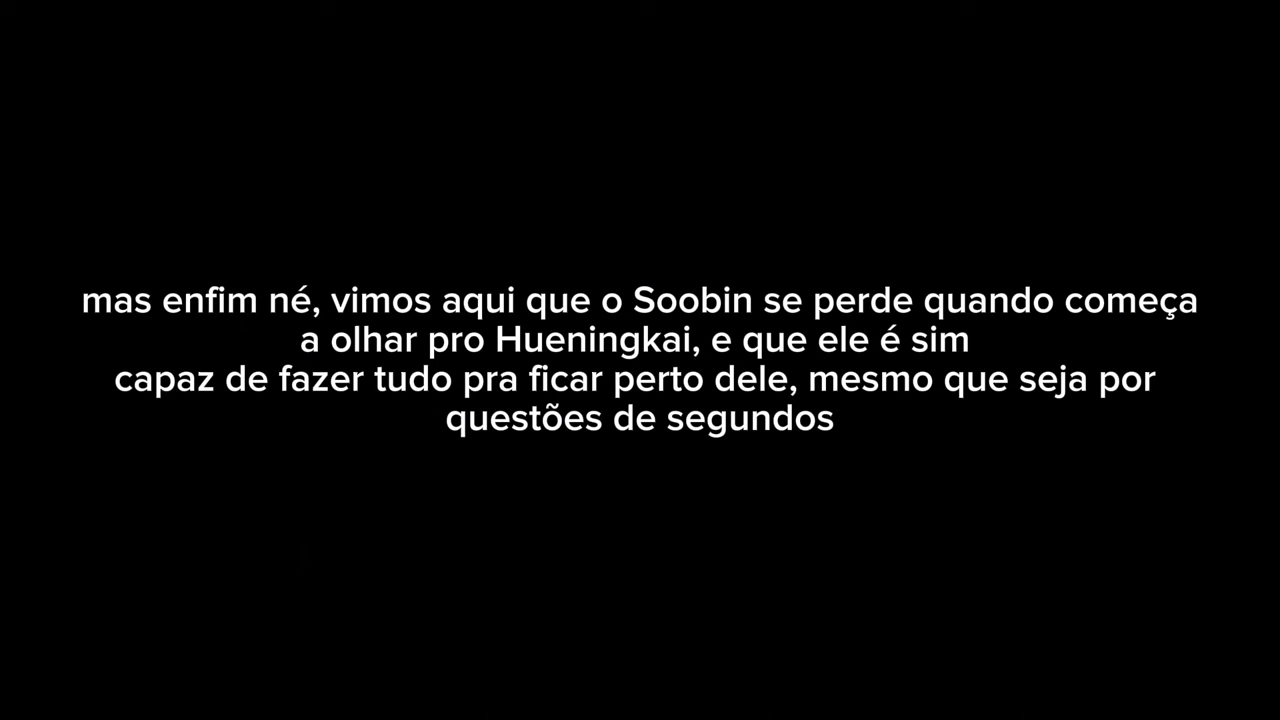 mas enfim né, vimos aqui que o Soobin se perde quando começa
a olhar pro Hueningkai, e que ele é sim
capaz de fazer tudo pra ficar perto dele, mesmo que seja por
questões de segundos